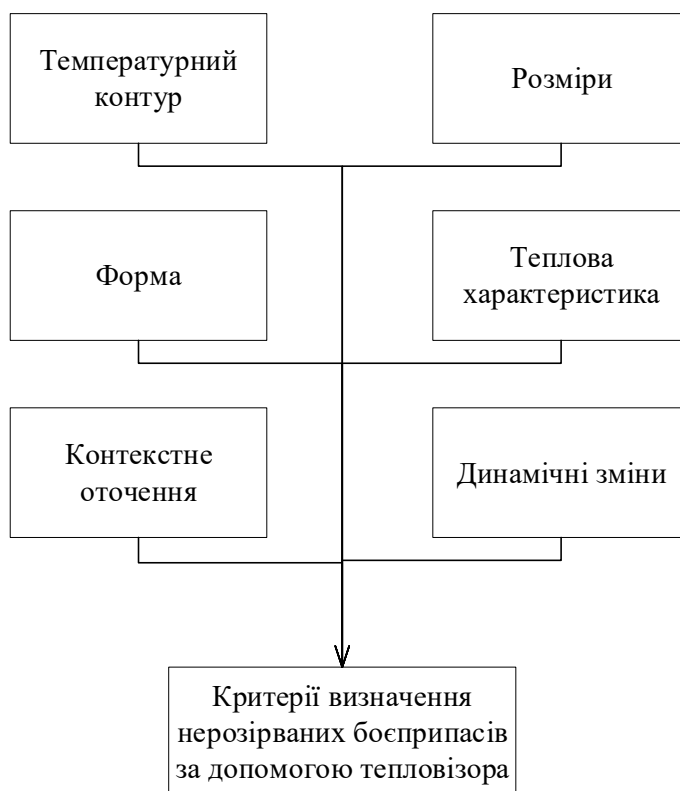 Температурний
контур
Розміри
Форма
Теплова
характеристика
Контекстне
оточення
Динамічні зміни
Критерії визначення
нерозірваних боєприпасів
за допомогою тепловізора